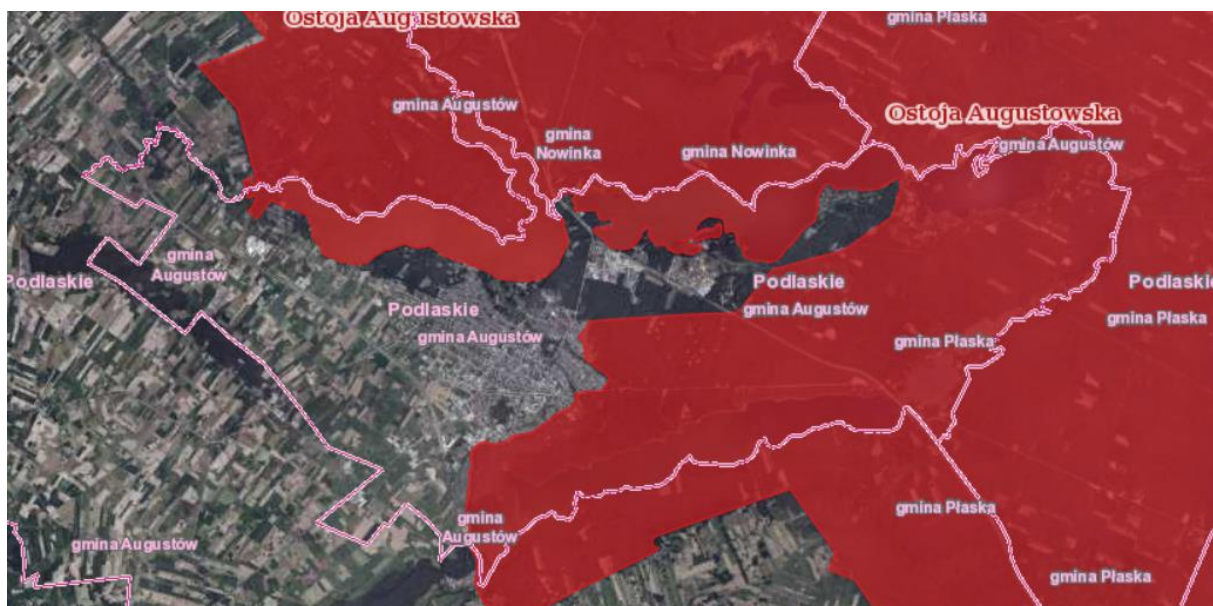 Ostoja Augustowska
gmina Płaska
gmina Augustów
Ostoja Augustowska
gmina
Nowinka
gmina Nowinka
gmina Augustów
gmina
Augustów
Podlaskie
Podlaskie
Podlaskie
Podlaskie
gmina Augustów
gmina Płaska
gmina Augustów
gmina Płaska
gmina Płaska
gmina
Augustów
gmina Augustów
gmina Płaska